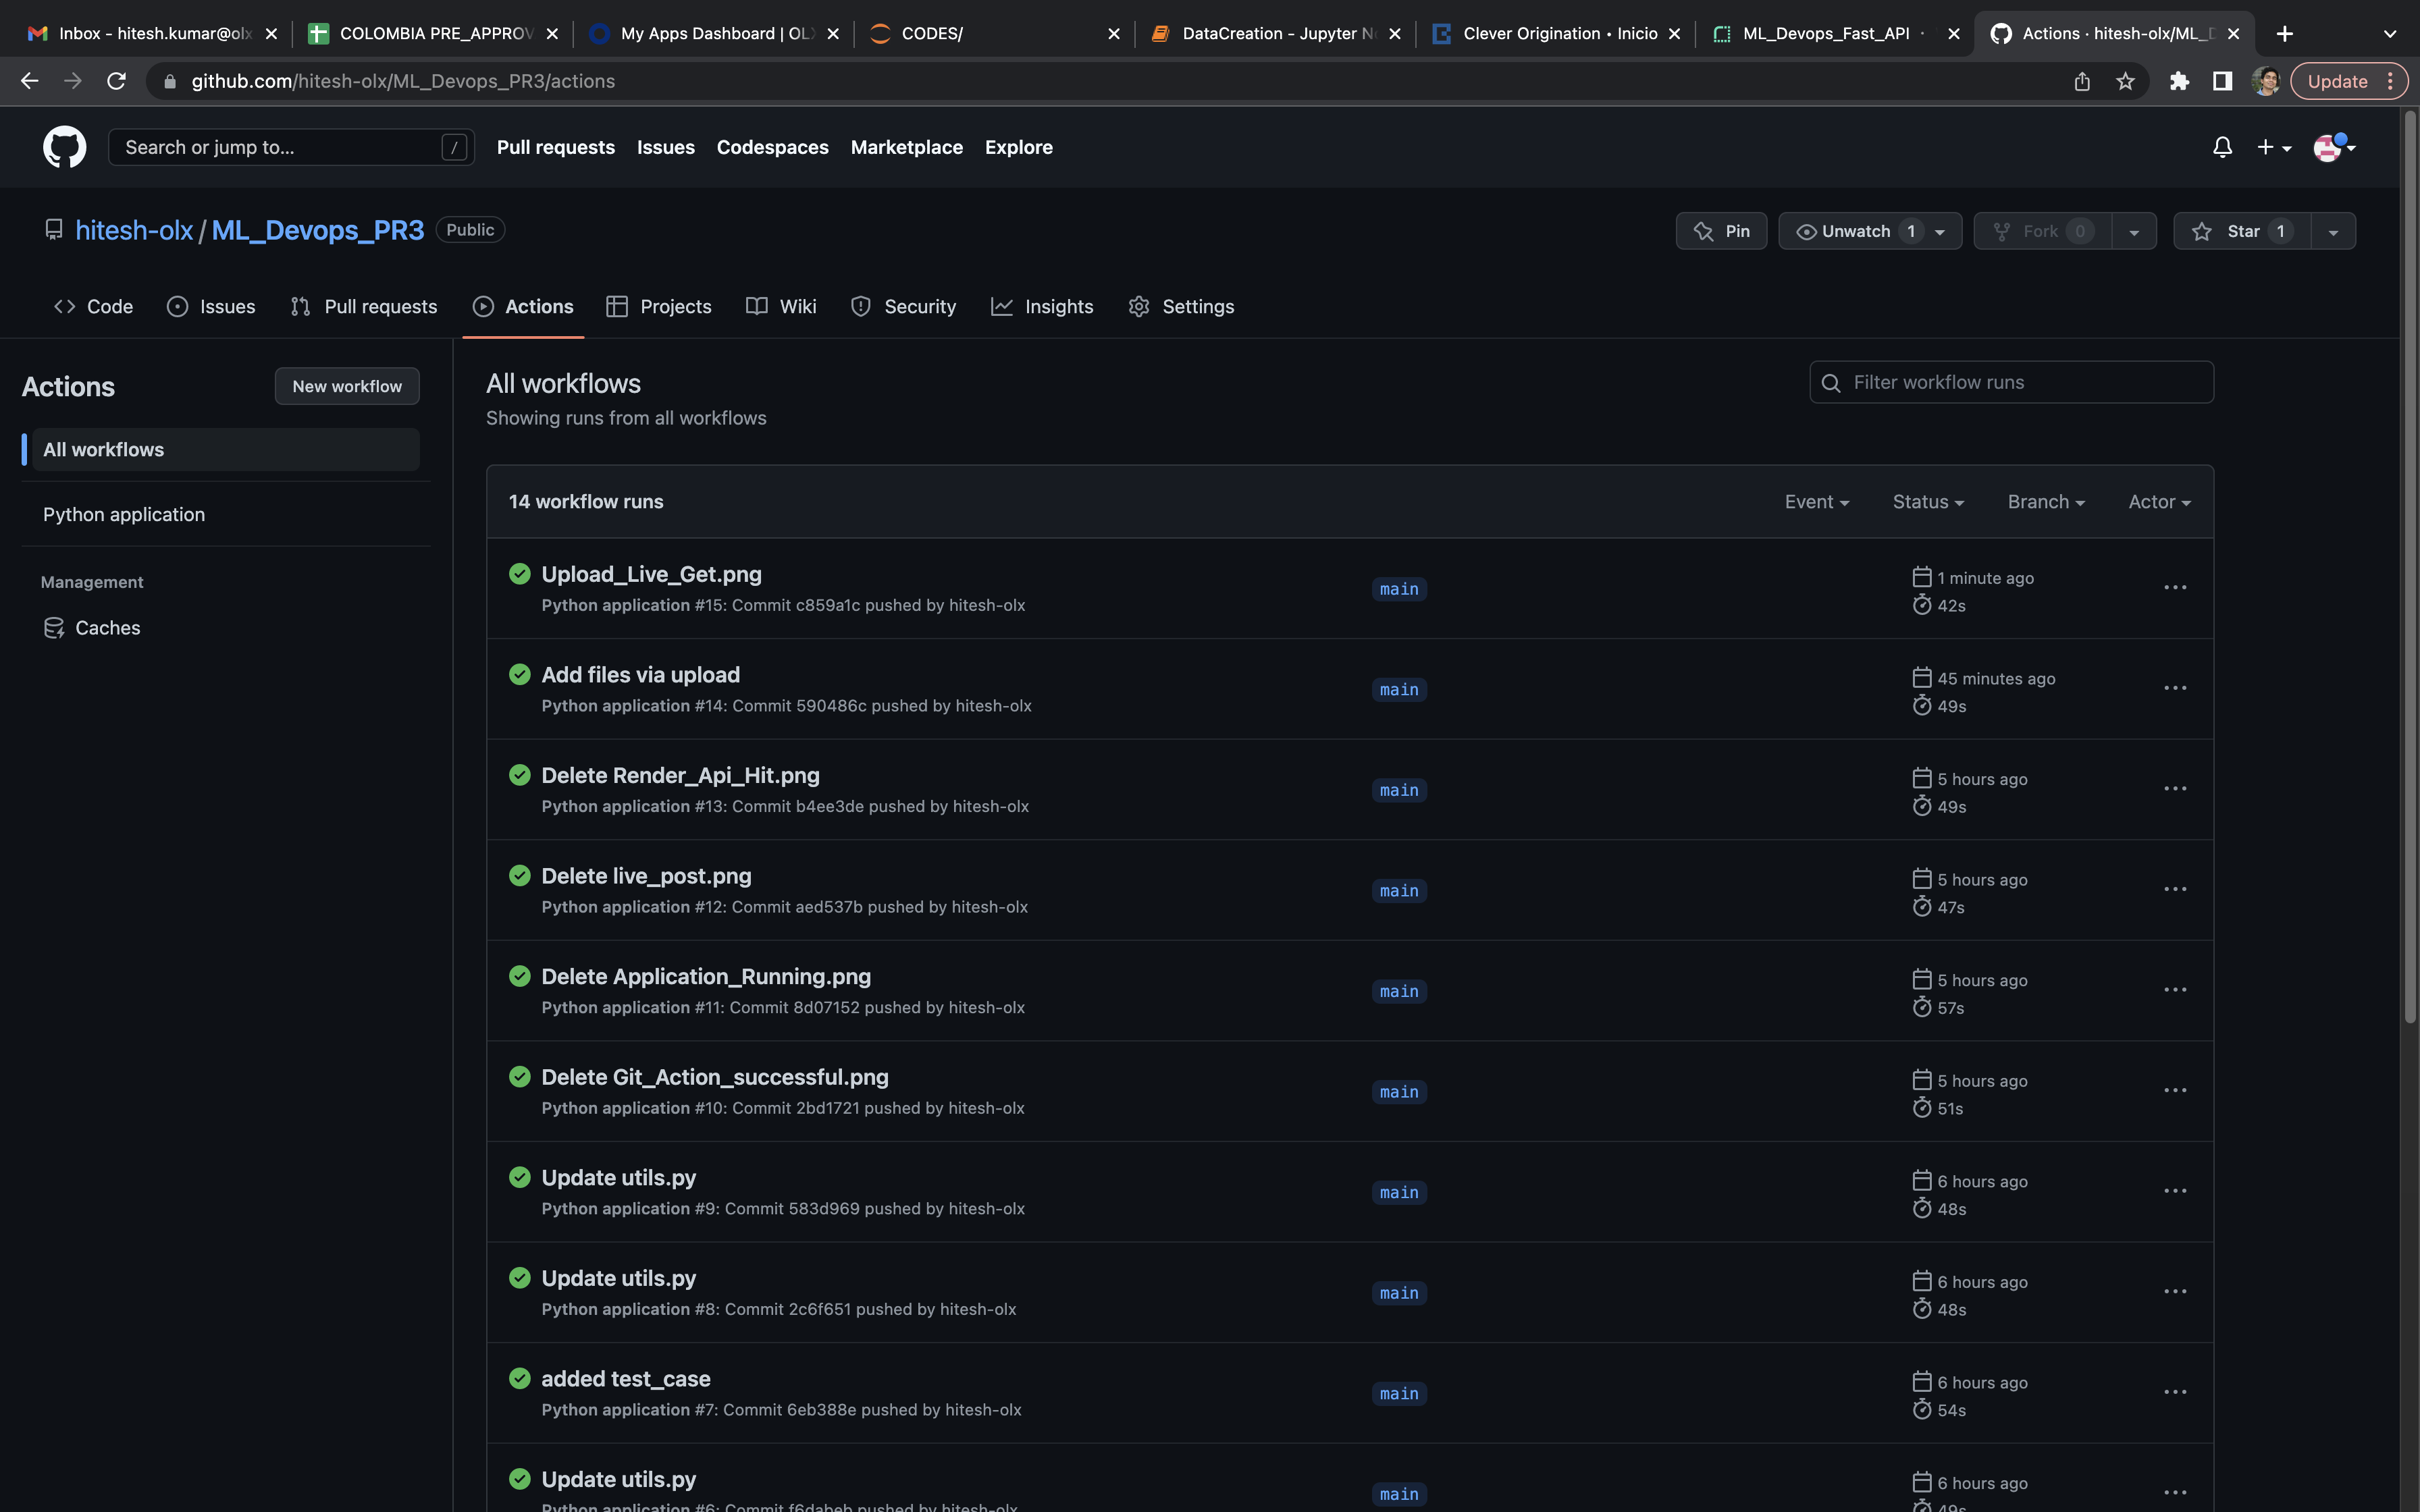 Inbox - hitesh.kumar@olx
COLOMBIA PRE_APPROV
My Apps Dashboard | OLX
CODES/
DataCreation - Jupyter No
Clever Origination • Inicio
ML_Devops_Fast_API ·
Actions · hitesh-olx/ML_D
github.com/hitesh-olx/ML_Devops_PR3/actions
Update
Search or jump to...
/
Pull requests
Issues
Codespaces
Marketplace
Explore
hitesh-olx / ML_Devops_PR3
Public
Pin
Unwatch 1
Fork 0
Star 1
Code
Issues
Pull requests
Actions
Projects
Wiki
Security
Insights
Settings
Actions
New workflow
All workflows
Python application
Management
Caches
All workflows
Showing runs from all workflows
Filter workflow runs
14 workflow runs
Event
Status
Branch
Actor
Upload_Live_Get.png
Python application #15: Commit c859a1c pushed by hitesh-olx
main
1 minute ago
42s
Add files via upload
Python application #14: Commit 590486c pushed by hitesh-olx
main
45 minutes ago
49s
Delete Render_Api_Hit.png
Python application #13: Commit b4ee3de pushed by hitesh-olx
main
5 hours ago
49s
Delete live_post.png
Python application #12: Commit aed537b pushed by hitesh-olx
main
5 hours ago
47s
Delete Application_Running.png
Python application #11: Commit 8d07152 pushed by hitesh-olx
main
5 hours ago
57s
Delete Git_Action_successful.png
Python application #10: Commit 2bd1721 pushed by hitesh-olx
main
5 hours ago
51s
Update utils.py
Python application #9: Commit 583d969 pushed by hitesh-olx
main
6 hours ago
48s
Update utils.py
Python application #8: Commit 2c6f651 pushed by hitesh-olx
main
6 hours ago
48s
added test_case
Python application #7: Commit 6eb388e pushed by hitesh-olx
main
6 hours ago
54s
Update utils.py
Python application #6: Commit f6dabeb pushed by hitesh-olx
main
6 hours ago
49s